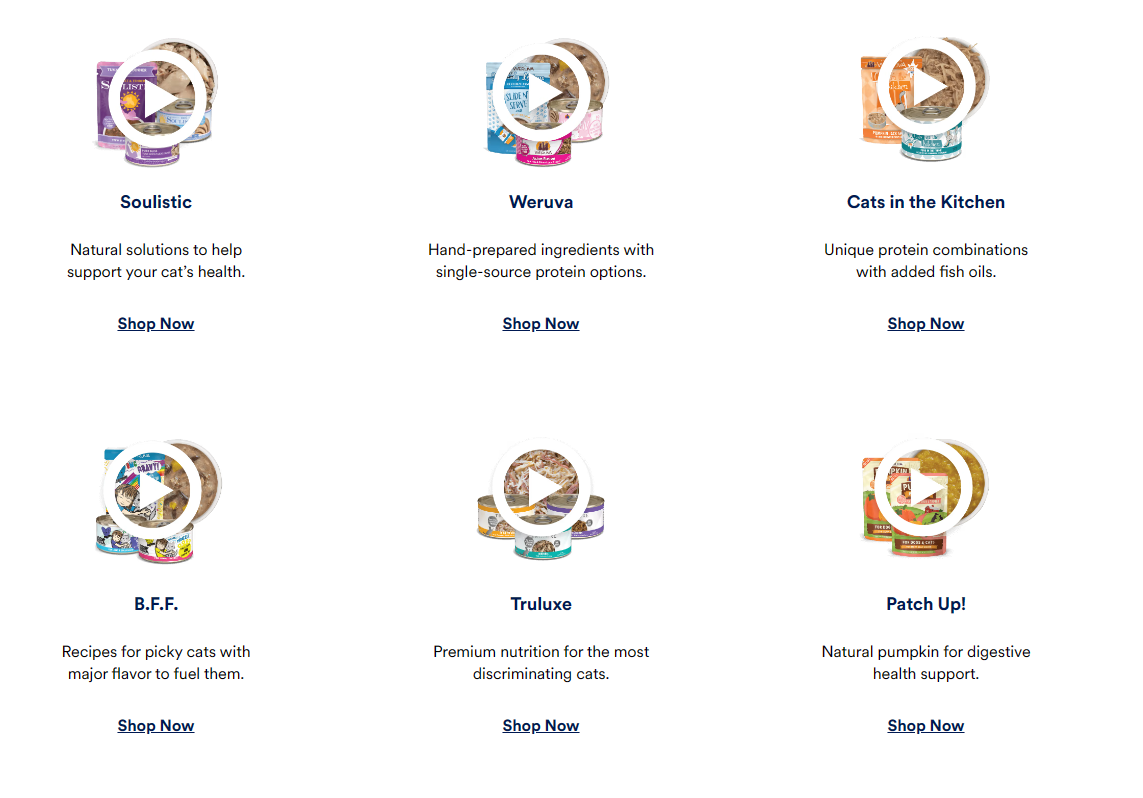 Soulistic
Weruva
Cats in the Kitchen
Natural solutions to help
support your cat’s health.
Hand-prepared ingredients with
single-source protein options.
Unique protein combinations
with added fish oils.
Shop Now
Shop Now
Shop Now
B.F.F.
Truluxe
Patch Up!
Recipes for picky cats with
major flavor to fuel them.
Premium nutrition for the most
discriminating cats.
Natural pumpkin for digestive
health support.
Shop Now
Shop Now
Shop Now